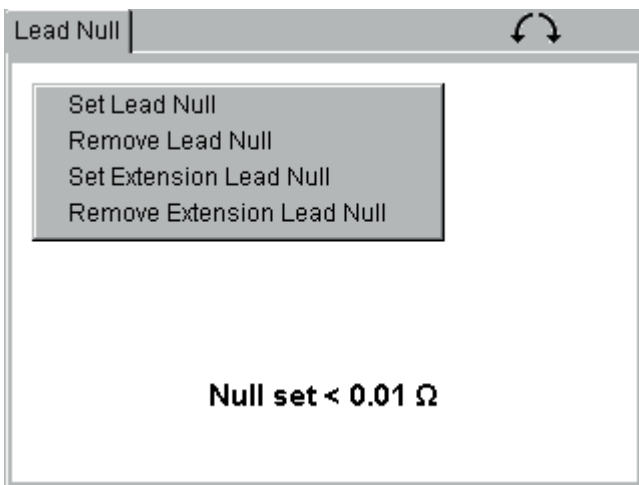 Lead Null
Set Lead Null
Remove Lead Null
Set Extension Lead Null
Remove Extension Lead Null
Null set < 0.01 Ω